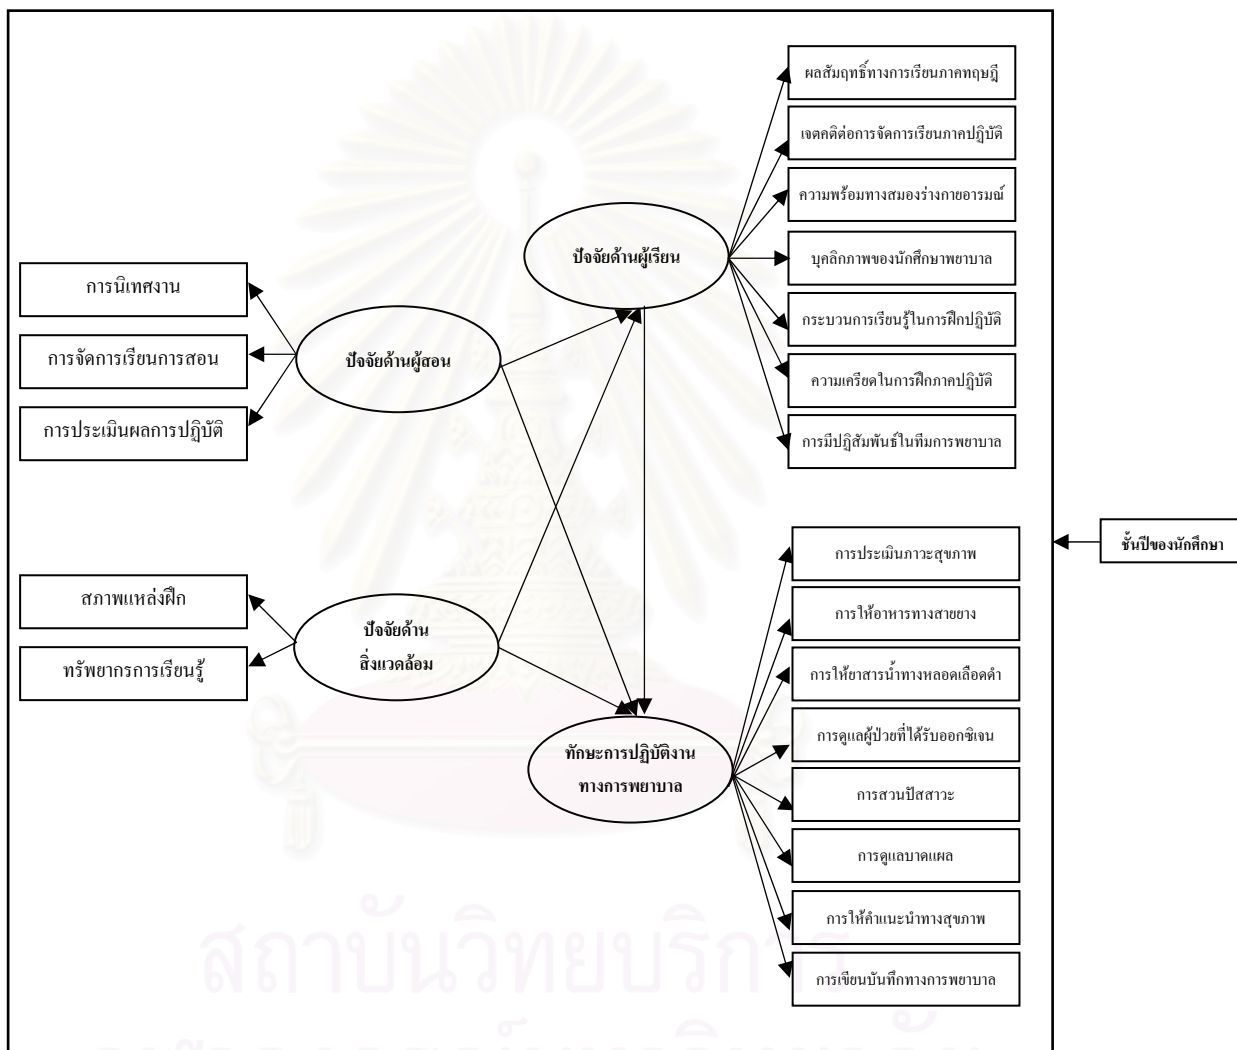 ผลสัมฤทธิ์ทางการเรียนภาคทฤษฎี
เจตคติต่อการจัดการเรียนภาคปฏิบัติ
ความพร้อมทางสมองร่างกายอารมณ์
บุคลิกภาพของนักศึกษาพยาบาล
กระบวนการเรียนรู้ในการฝึกปฏิบัติ
ความเครียดในการฝึกภาคปฏิบัติ
การมีปฏิสัมพันธ์ในทีมการพยาบาล
ปัจจัยด้านผู้เรียน
การนิเทศงาน
การจัดการเรียนการสอน
การประเมินผลการปฏิบัติ
ปัจจัยด้านผู้สอน
สภาพแหล่งฝึก
ทรัพยากรการเรียนรู้
ปัจจัยด้าน
สิ่งแวดล้อม
ทักษะการปฏิบัติงาน
ทางการพยาบาล
การประเมินภาวะสุขภาพ
การให้อาหารทางสายยาง
การให้ยาสารน้ำทางหลอดเลือดดำ
การดูแลผู้ป่วยที่ได้รับออกซิเจน
การสวนปัสสาวะ
การดูแลบาดแผล
การให้คำแนะนำทางสุขภาพ
การเขียนบันทึกทางการพยาบาล
ชั้นปีของนักศึกษา
สถาบันวิทยบริการ